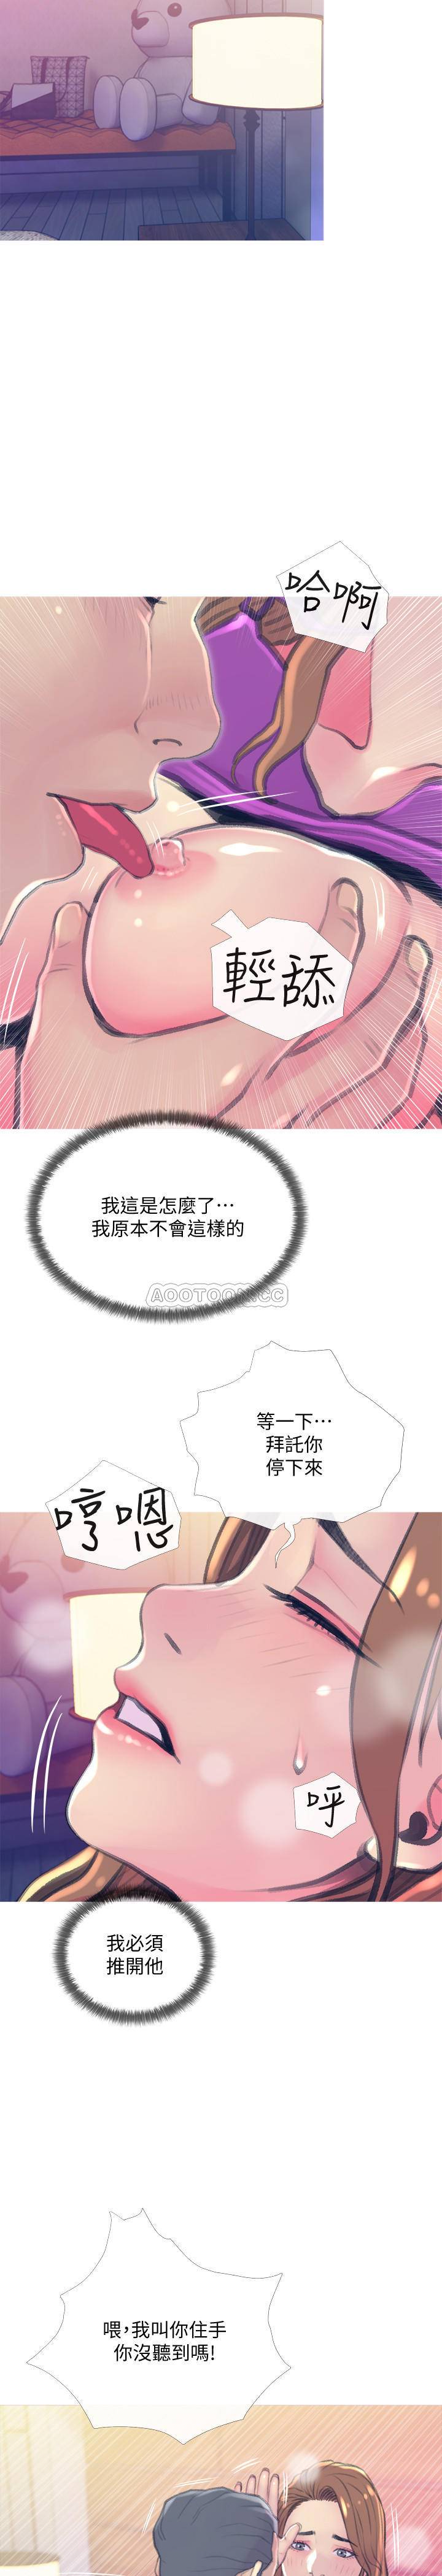 哈啊
輕舔
我這是怎麼了…
我原本不會這樣的
AOOTOON.CC
等一下…
拜託你
停下來
哼嗯
呼
我必須
推開他
喂,我叫你住手
你沒聽到嗎!